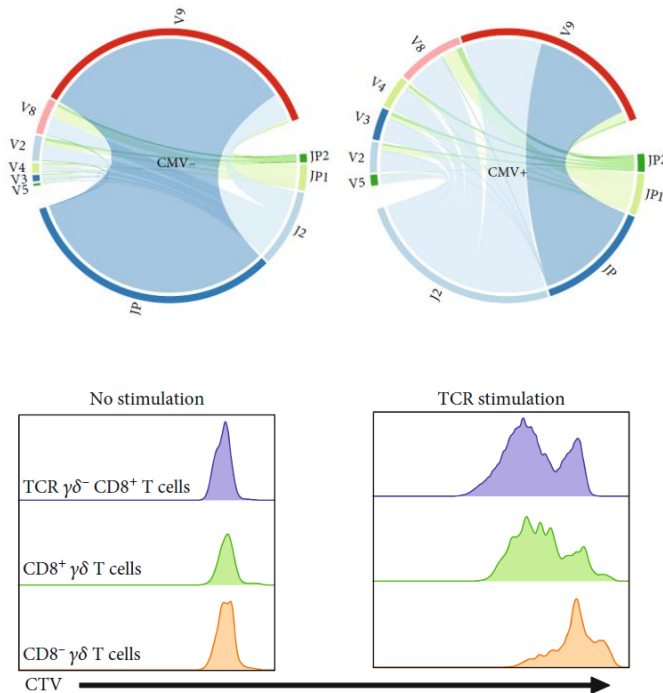 V9
V8
V2
V4
V3
V5
CMV−
JP2
JP1
J2
JP
V9
V8
V4
V3
V2
V5
CMV+
JP2
JP1
JP
J2
No stimulation
TCR stimulation
TCR γδ− CD8+ T cells
CD8+ γδ T cells
CD8− γδ T cells
CTV